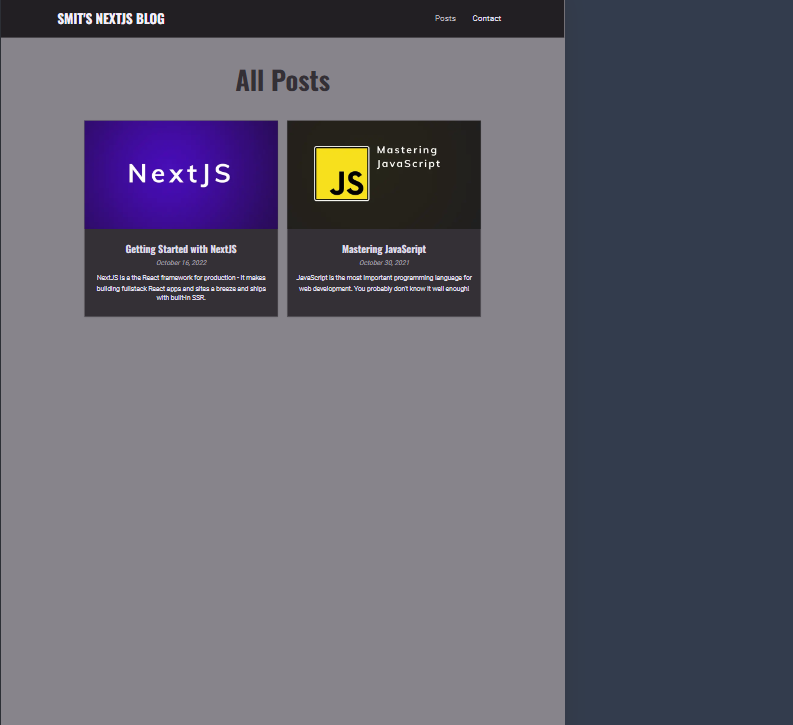 SMIT'S NEXTJS BLOG
Posts
Contact
All Posts
NextJS
Getting Started with NextJS
October 16, 2022
NextJS is a the React framework for production - it makes
building fullstack React apps and sites a breeze and ships
with built-in SSR.
JS
Mastering
JavaScript
Mastering JavaScript
October 30, 2021
JavaScript is the most important programming language for
web development. You probably don't know it well enough!